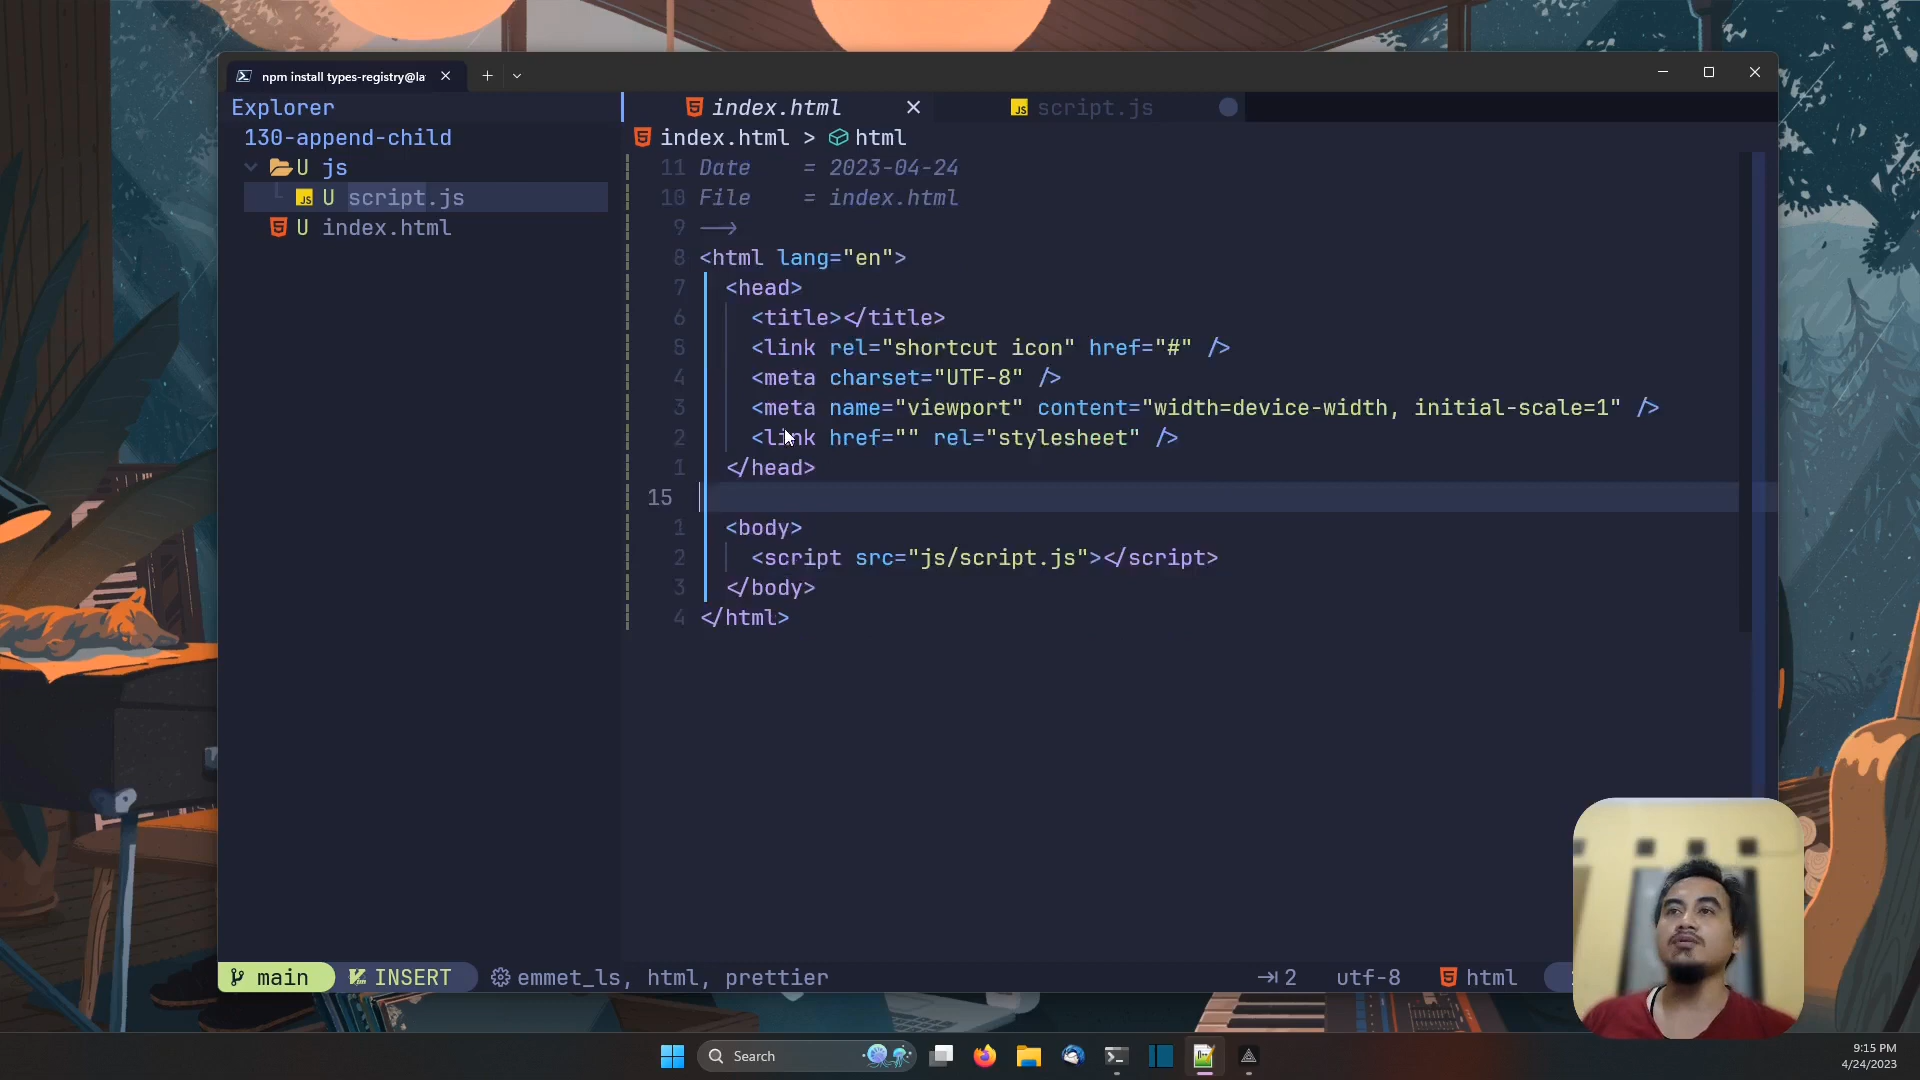 npm install types-registry@la
Explorer
130-append-child
U js
JS U script.js
U index.html
index.html
JS script.js
index.html > html
11 Date = 2023-04-24
10 File = index.html
9 -->
8 <html lang="en">
7 <head>
6 <title></title>
5 <link rel="shortcut icon" href="#" />
4 <meta charset="UTF-8" />
3 <meta name="viewport" content="width=device-width, initial-scale=1" />
2 <link href="" rel="stylesheet" />
1 </head>
15
1 <body>
2 <script src="js/script.js"></script>
3 </body>
4 </html>
main INSERT emmet_ls, html, prettier 2 utf-8 html
Search
9:15 PM
4/24/2023